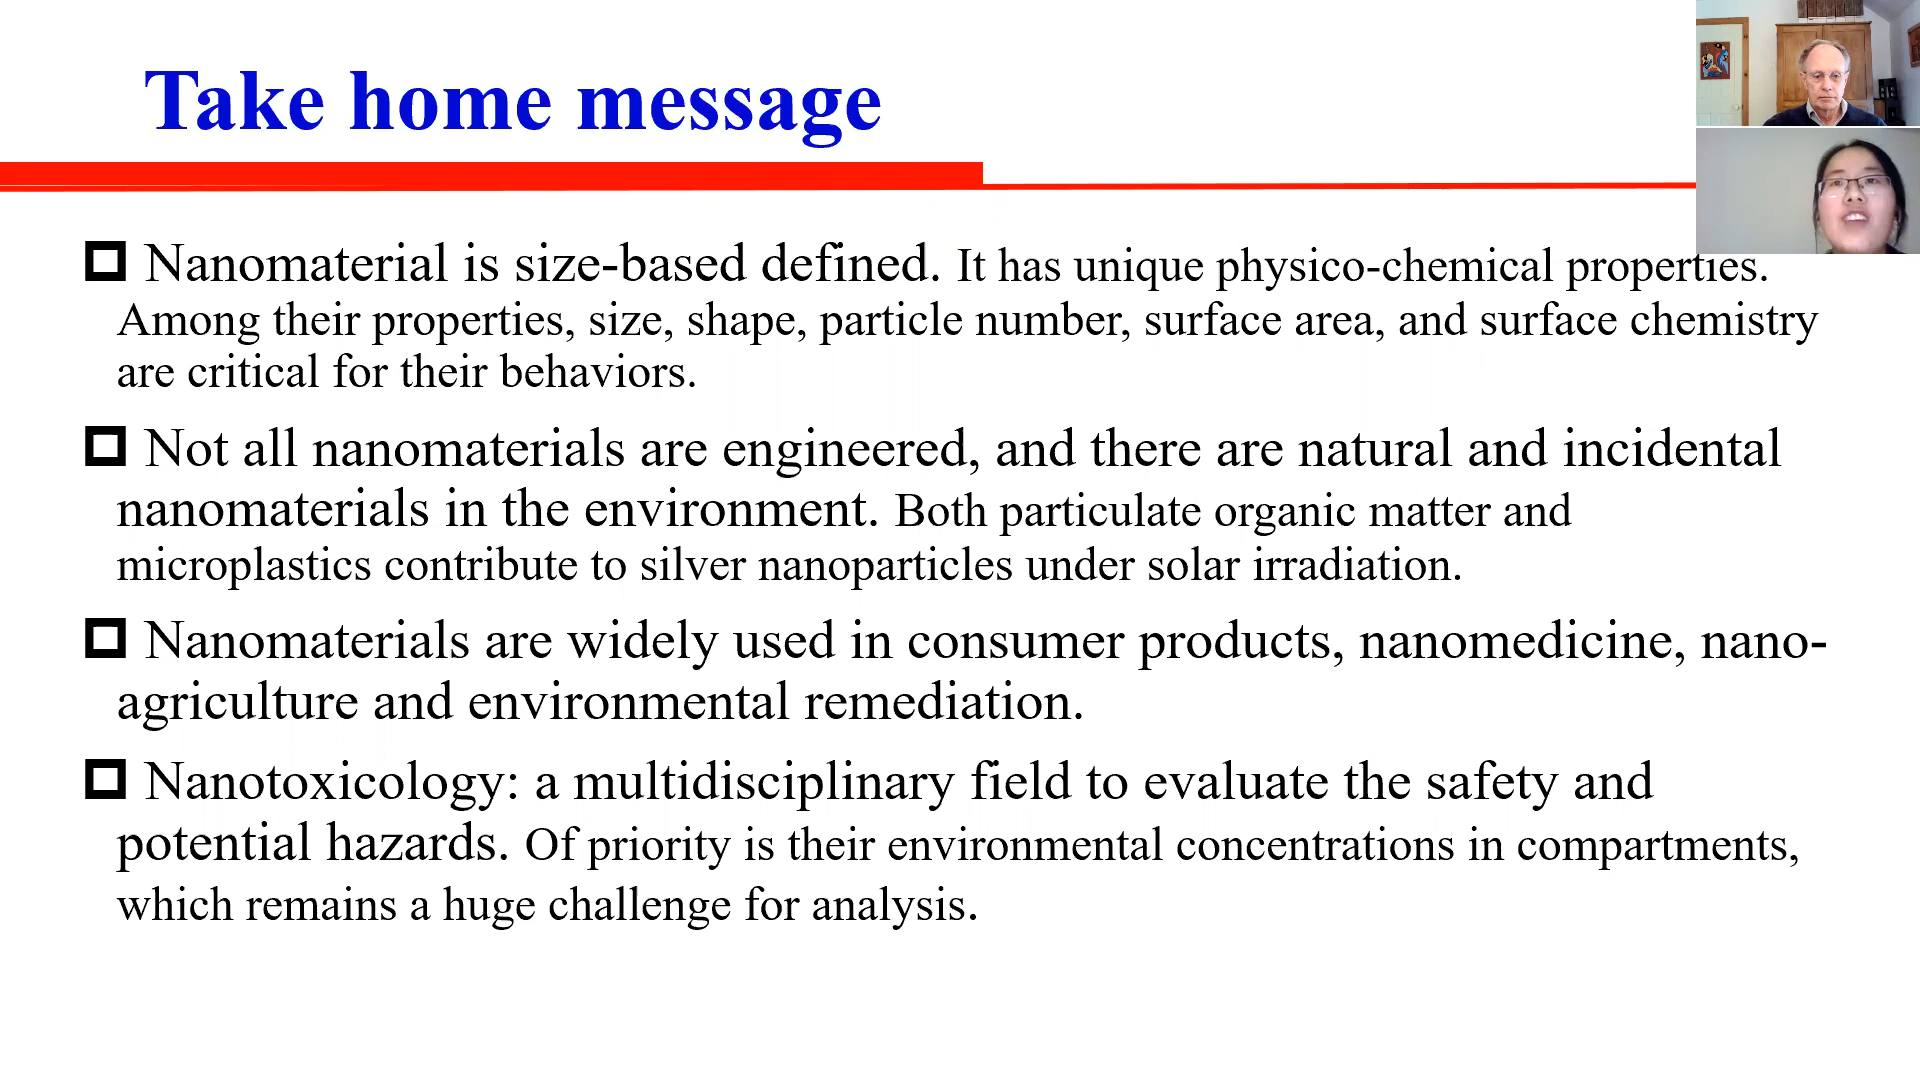 Take home message
Nanomaterial is size-based defined. It has unique physico-chemical properties.
Among their properties, size, shape, particle number, surface area, and surface chemistry
are critical for their behaviors.
Not all nanomaterials are engineered, and there are natural and incidental
nanomaterials in the environment. Both particulate organic matter and
microplastics contribute to silver nanoparticles under solar irradiation.
Nanomaterials are widely used in consumer products, nanomedicine, nano-
agriculture and environmental remediation.
Nanotoxicology: a multidisciplinary field to evaluate the safety and
potential hazards. Of priority is their environmental concentrations in compartments,
which remains a huge challenge for analysis.